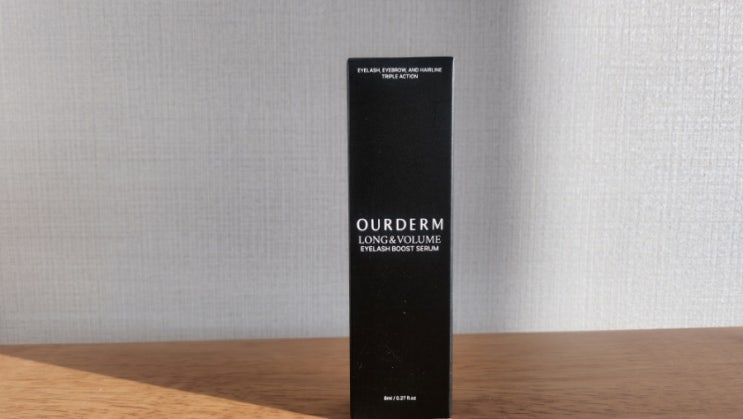 EYELASH, EYEBROW, AND HAIRLINE
TRIPLE ACTION
OURDERM
LONG&VOLUME
EYELASH BOOST SERUM
8ml / 0.27 fl oz